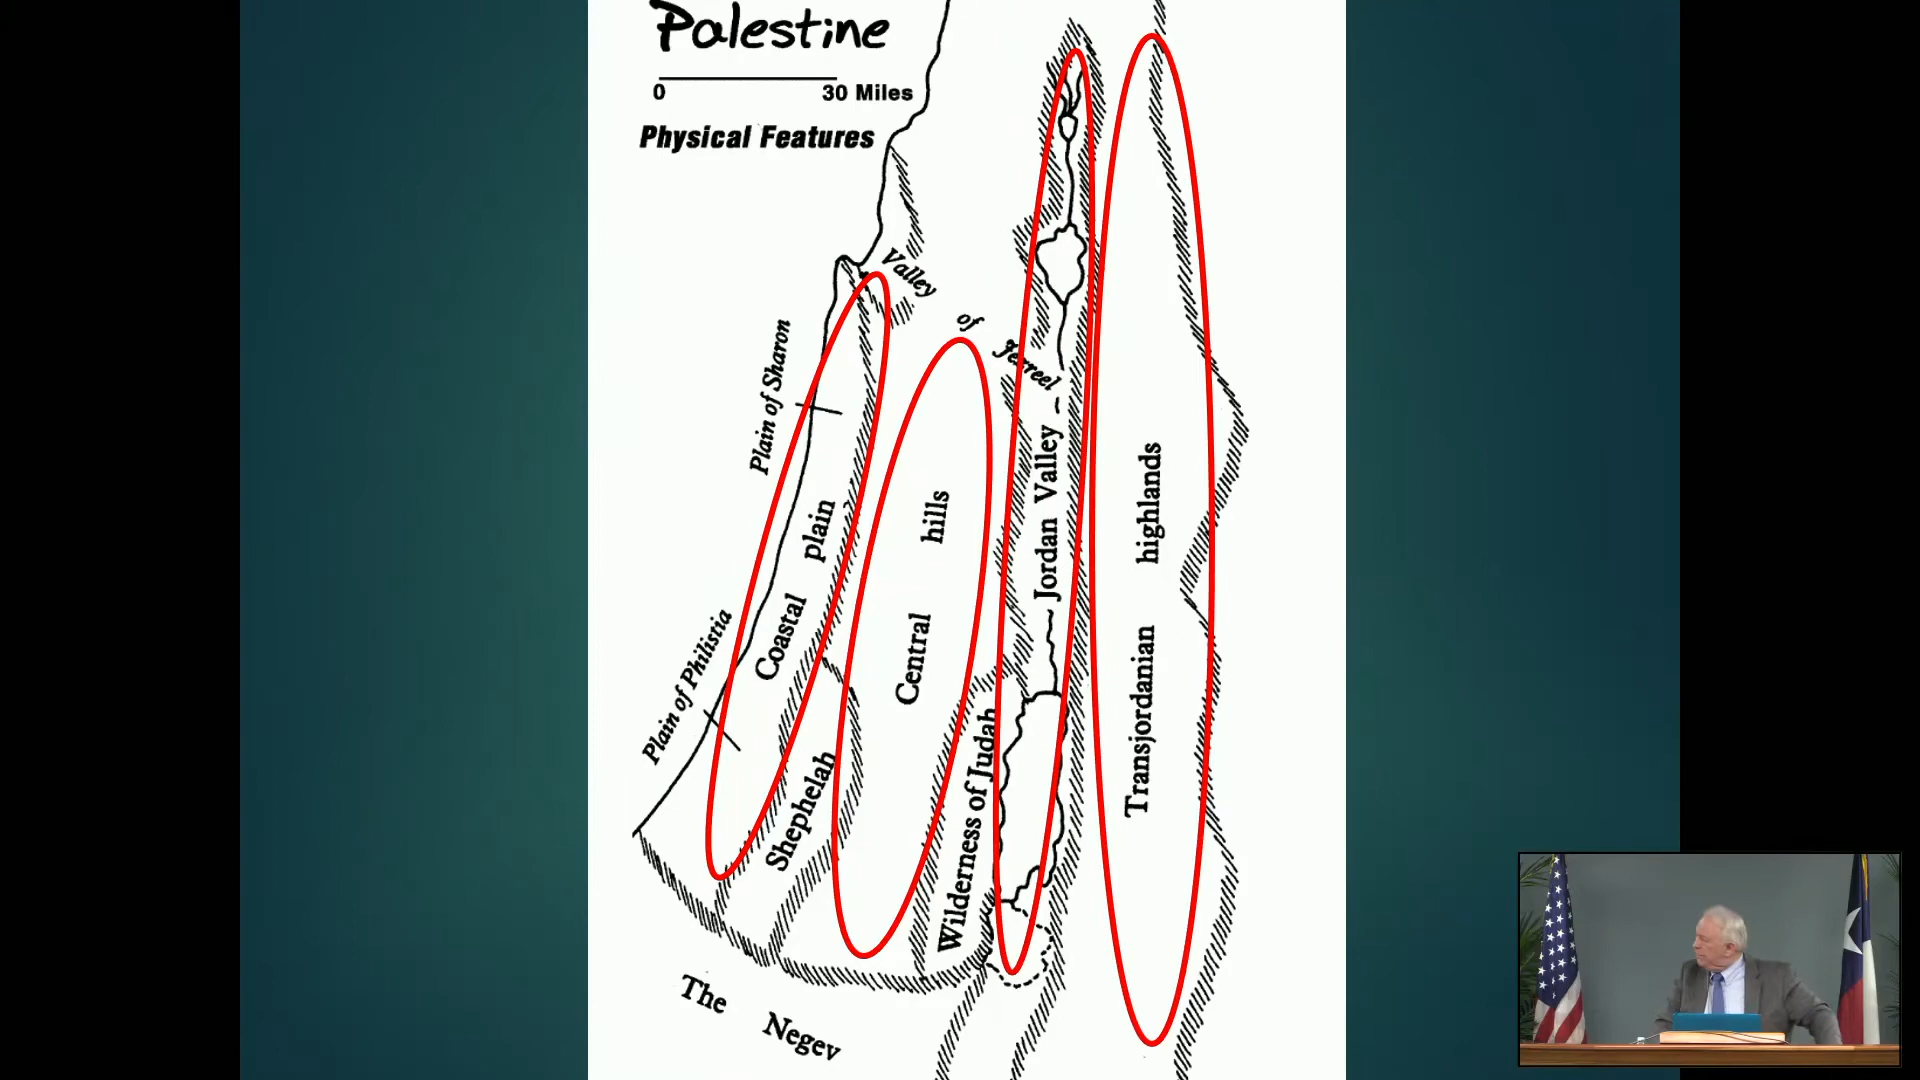 Palestine
0 30 Miles
Physical Features
Valley
of
Jezreel
Plain of Sharon
Plain of Philistia
Coastal plain
Central hills
Jordan Valley
Transjordanian highlands
Shephelah
Wilderness of Judah
The Negev